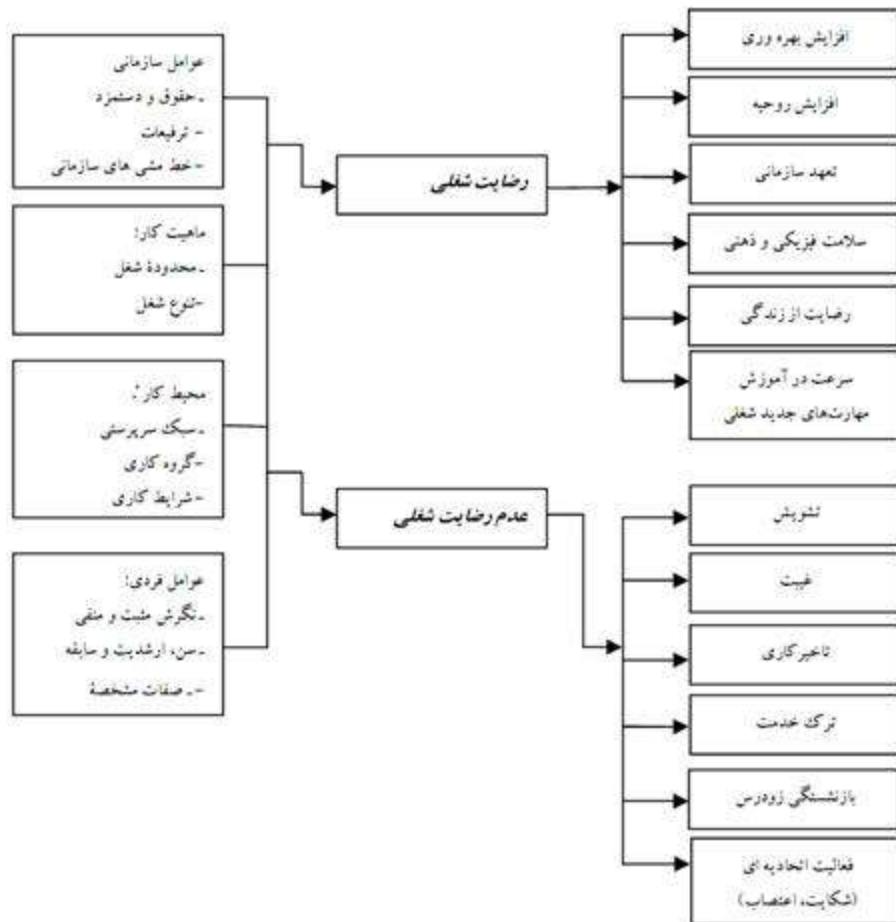 عوامل سازمانی
ـ حقوق و دستمزد
- ترفیعات
- خط مشی های سازمانی
ماهیت کار:
ـ محدودۀ شغل
-تنوع شغل
محیط کار:
ـ سبک سرپرستی
-گروه کاری
- شرایط کاری
عوامل فردی:
ـ نگرش مثبت و منفی
ـ سن، ارشدیت و سابقه
-ـ صفات مشخصۀ
رضایت شغلی
عدم رضایت شغلی
افزایش بهره وری
افزایش روحیه
تعهد سازمانی
سلامت فیزیکی و ذهنی
رضایت از زندگی
سرعت در آموزش
مهارت‌های جدید شغلی
تشویش
غیبت
تاخیرکاری
ترک خدمت
بازنشستگی زودرس
فعالیت اتحادیه ای
(شکایت، اعتصاب)